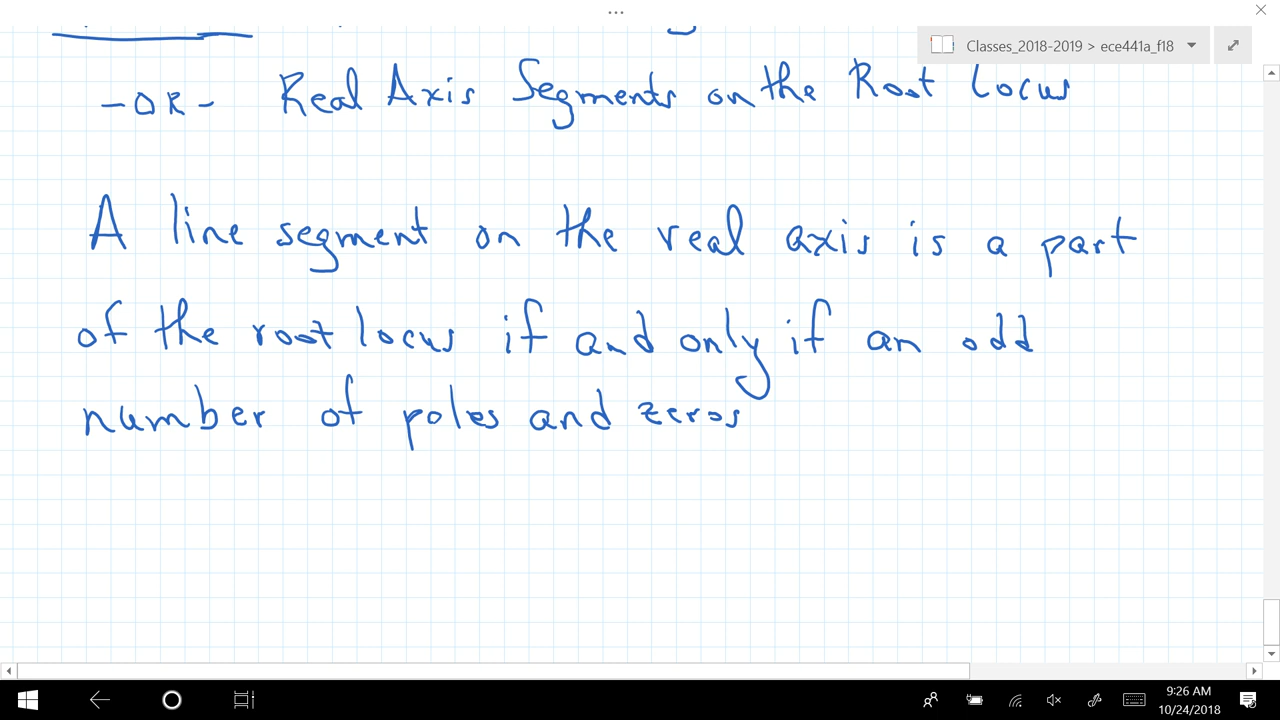 ...
Classes_2018-2019 > ece441a_f18
-OR- Real Axis Segments on the Root Locus
A line segment on the real axis is a part
of the root locus if and only if an odd
number of poles and zeros
9:26 AM
10/24/2018